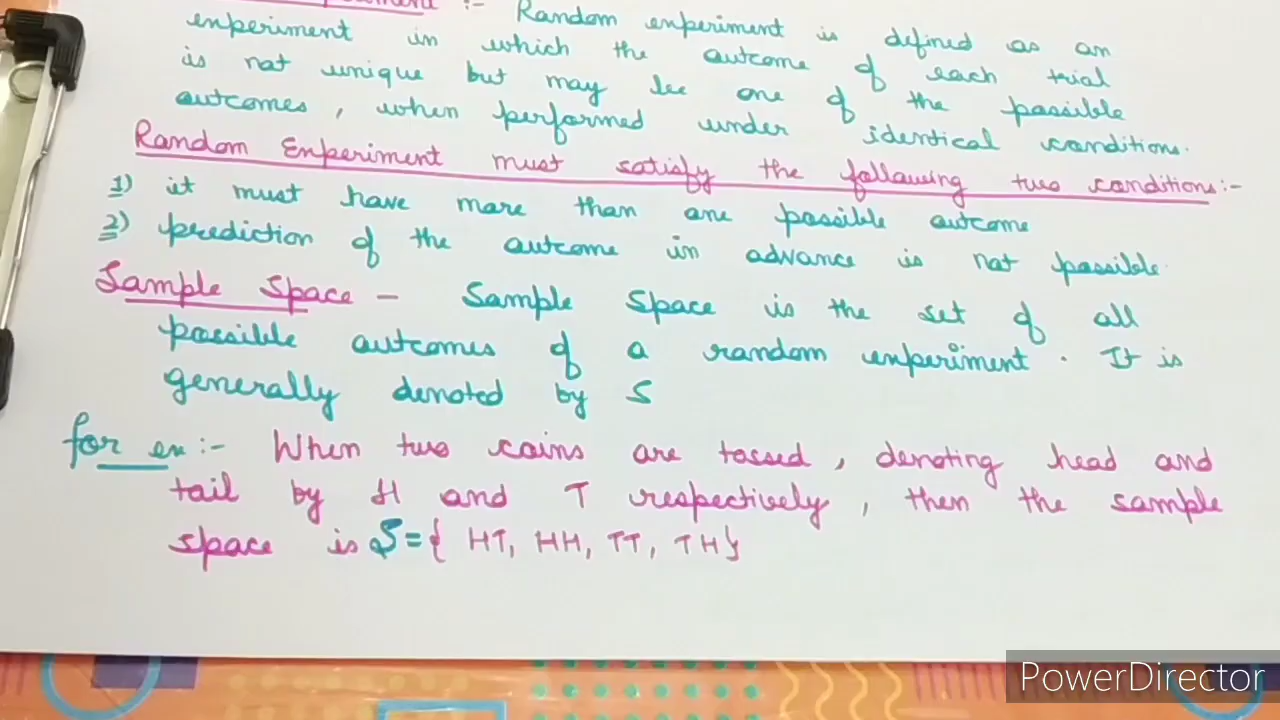 :- Random experiment is defined as an
experiment in which the outcome of each trial
is not unique but may be one of the possible
outcomes, when performed under identical conditions.
Random Experiment must satisfy the following two conditions:-
1) it must have more than one possible outcome
2) prediction of the outcome in advance is not possible.
Sample Space - Sample Space is the set of all
possible outcomes of a random experiment. It is
generally denoted by S
for ex:- When two coins are tossed, denoting head and
tail by H and T respectively, then the sample
space is S={ HT, HH, TT, TH}
PowerDirector